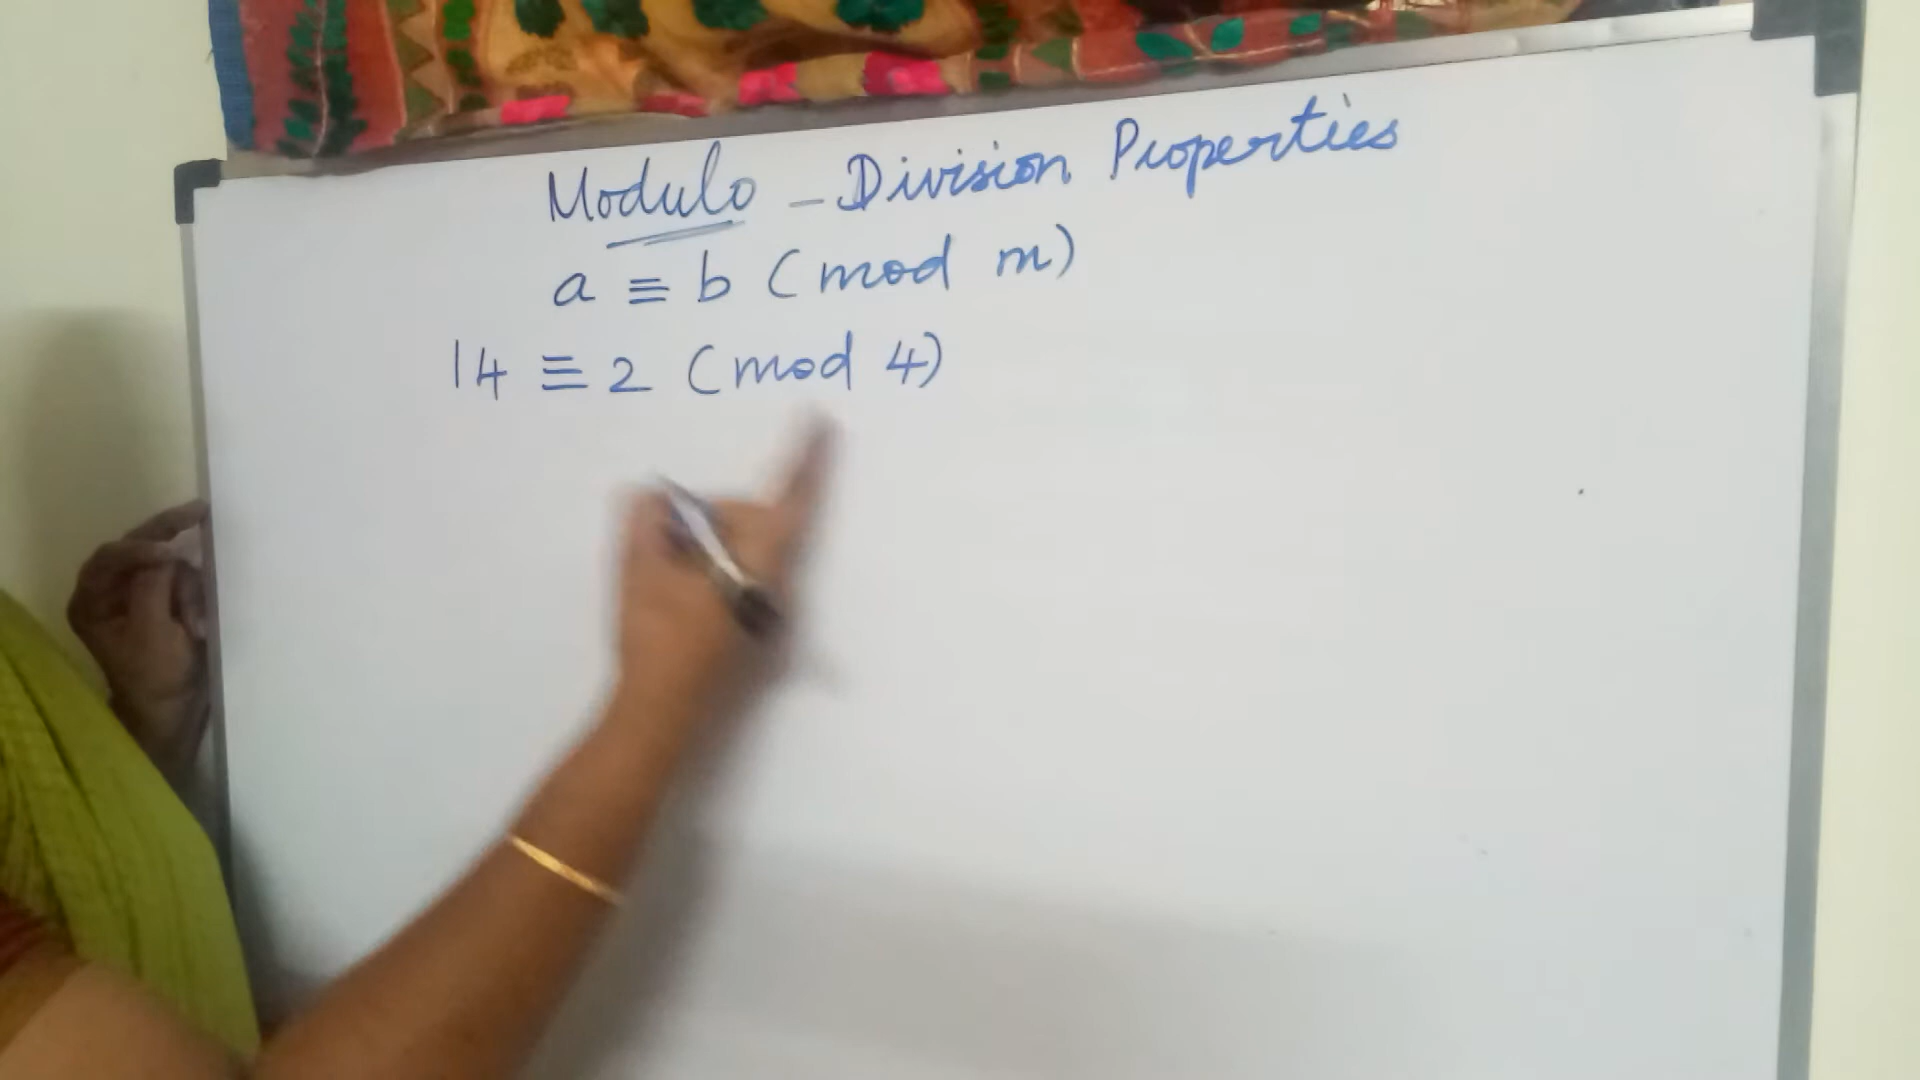 Modulo - Division Properties
a ≡ b (mod m)
14 ≡ 2 (mod 4)